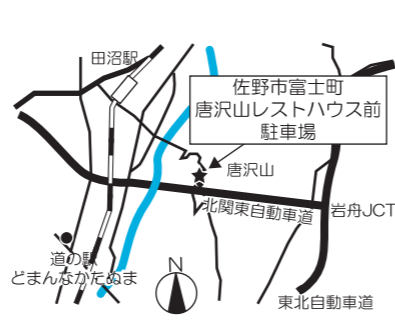 田沼駅
佐野市富士町
唐沢山レストハウス前
駐車場
唐沢山
北関東自動車道
岩舟JCT
道の駅
どまんなかたぬま
N
東北自動車道